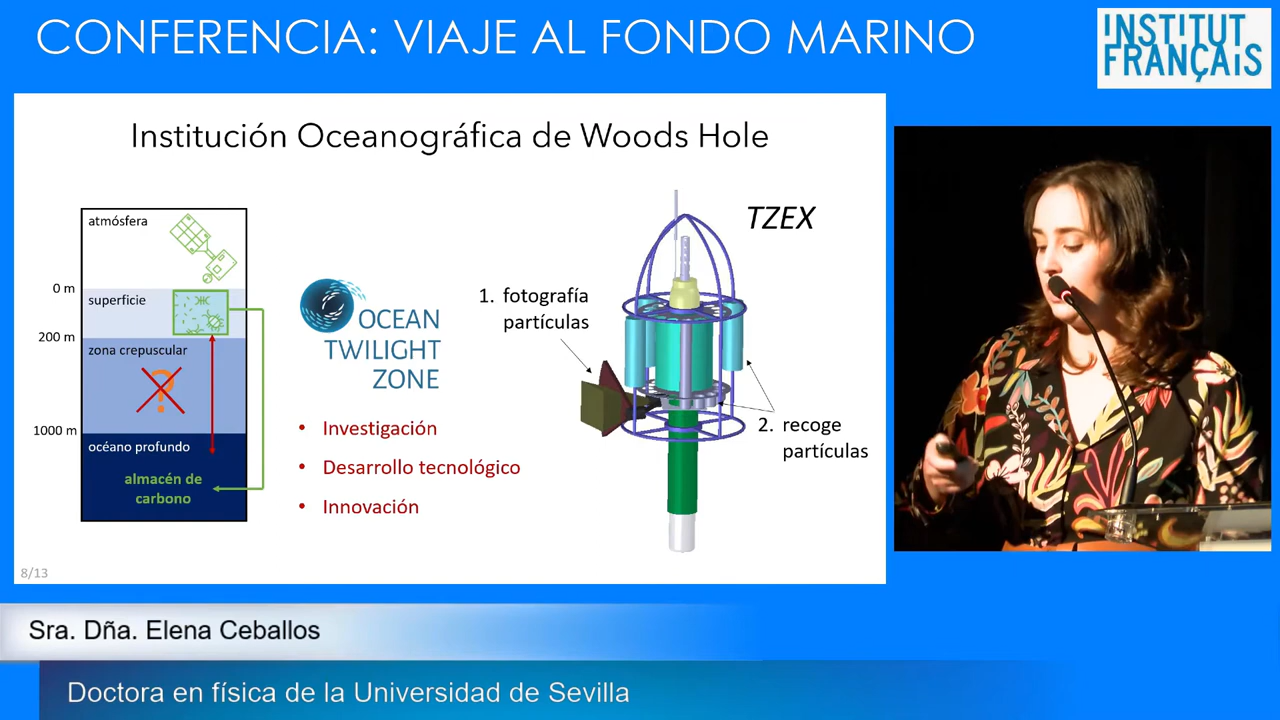 CONFERENCIA: VIAJE AL FONDO MARINO
INSTITUT
FRANÇAIS
Institución Oceanográfica de Woods Hole
atmósfera
0 m
superficie
200 m
zona crepuscular
?
1000 m
océano profundo
almacén de
carbono
OCEAN
TWILIGHT
ZONE
• Investigación
• Desarrollo tecnológico
• Innovación
TZEX
1. fotografía
partículas
2. recoge
partículas
8/13
Sra. Dña. Elena Ceballos
Doctora en física de la Universidad de Sevilla